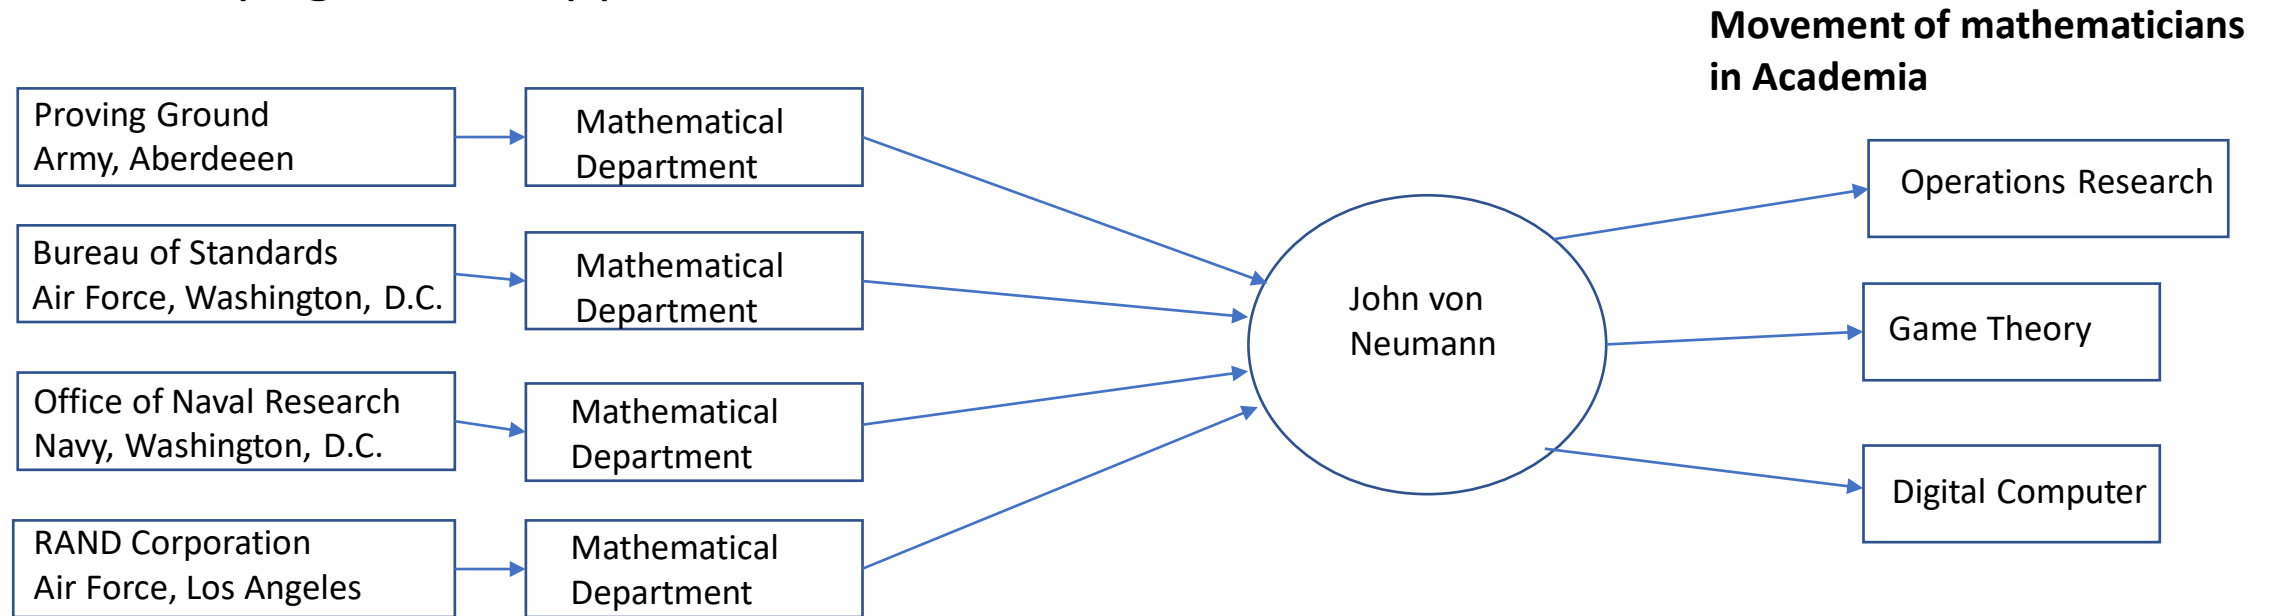 Movement of mathematicians
in Academia
Proving Ground
Army, Aberdeeen
Mathematical
Department
Bureau of Standards
Air Force, Washington, D.C.
Mathematical
Department
Office of Naval Research
Navy, Washington, D.C.
Mathematical
Department
RAND Corporation
Air Force, Los Angeles
Mathematical
Department
John von
Neumann
Operations Research
Game Theory
Digital Computer